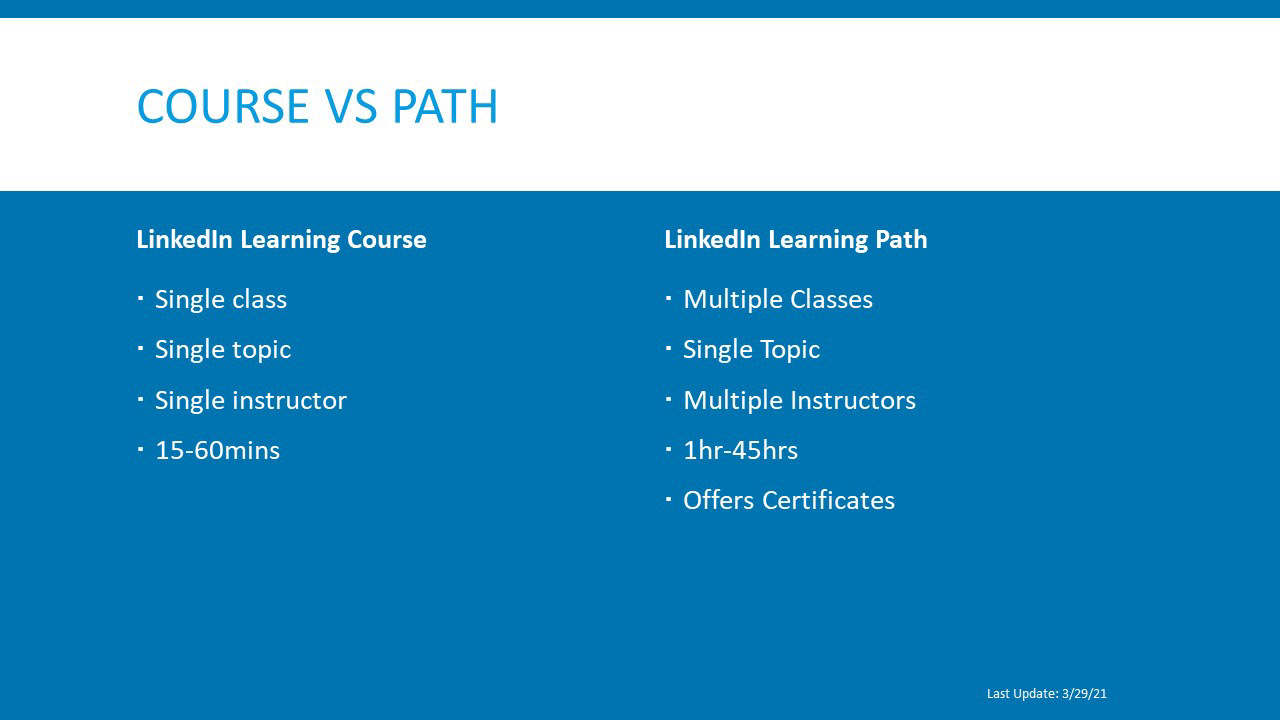 COURSE VS PATH
LinkedIn Learning Course
▪ Single class
▪ Single topic
▪ Single instructor
▪ 15-60mins
LinkedIn Learning Path
▪ Multiple Classes
▪ Single Topic
▪ Multiple Instructors
▪ 1hr-45hrs
▪ Offers Certificates
Last Update: 3/29/21